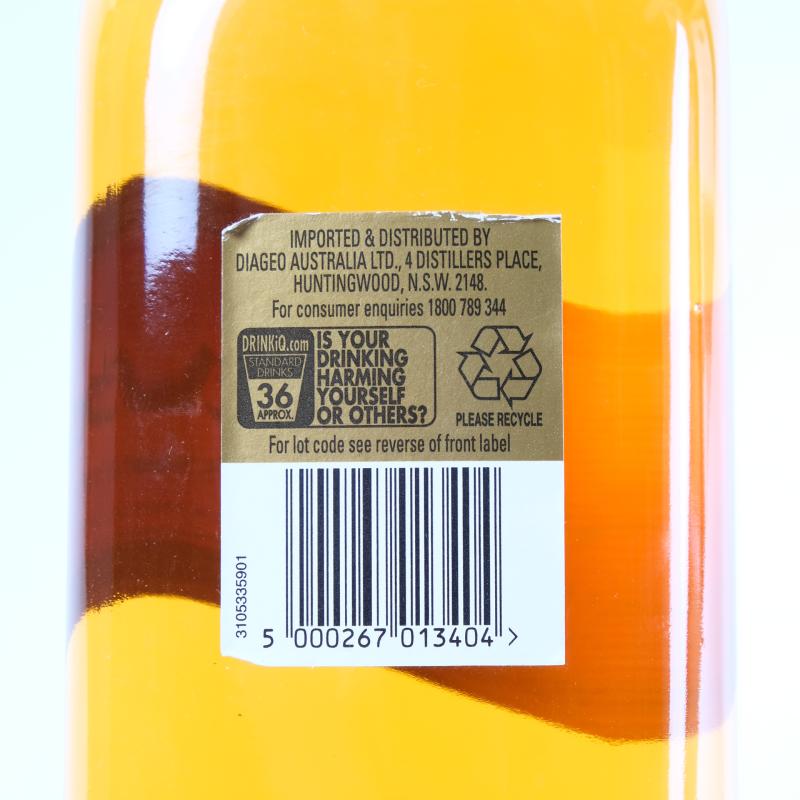 IMPORTED & DISTRIBUTED BY
DIAGEO AUSTRALIA LTD., 4 DISTILLERS PLACE,
HUNTINGWOOD, N.S.W. 2148.
For consumer enquiries 1800 789 344
DRINKiQ.com
STANDARD
DRINKS
36
APPROX.
IS YOUR
DRINKING
HARMING
YOURSELF
OR OTHERS?
PLEASE RECYCLE
For lot code see reverse of front label
3105335901
5 000267 013404 >